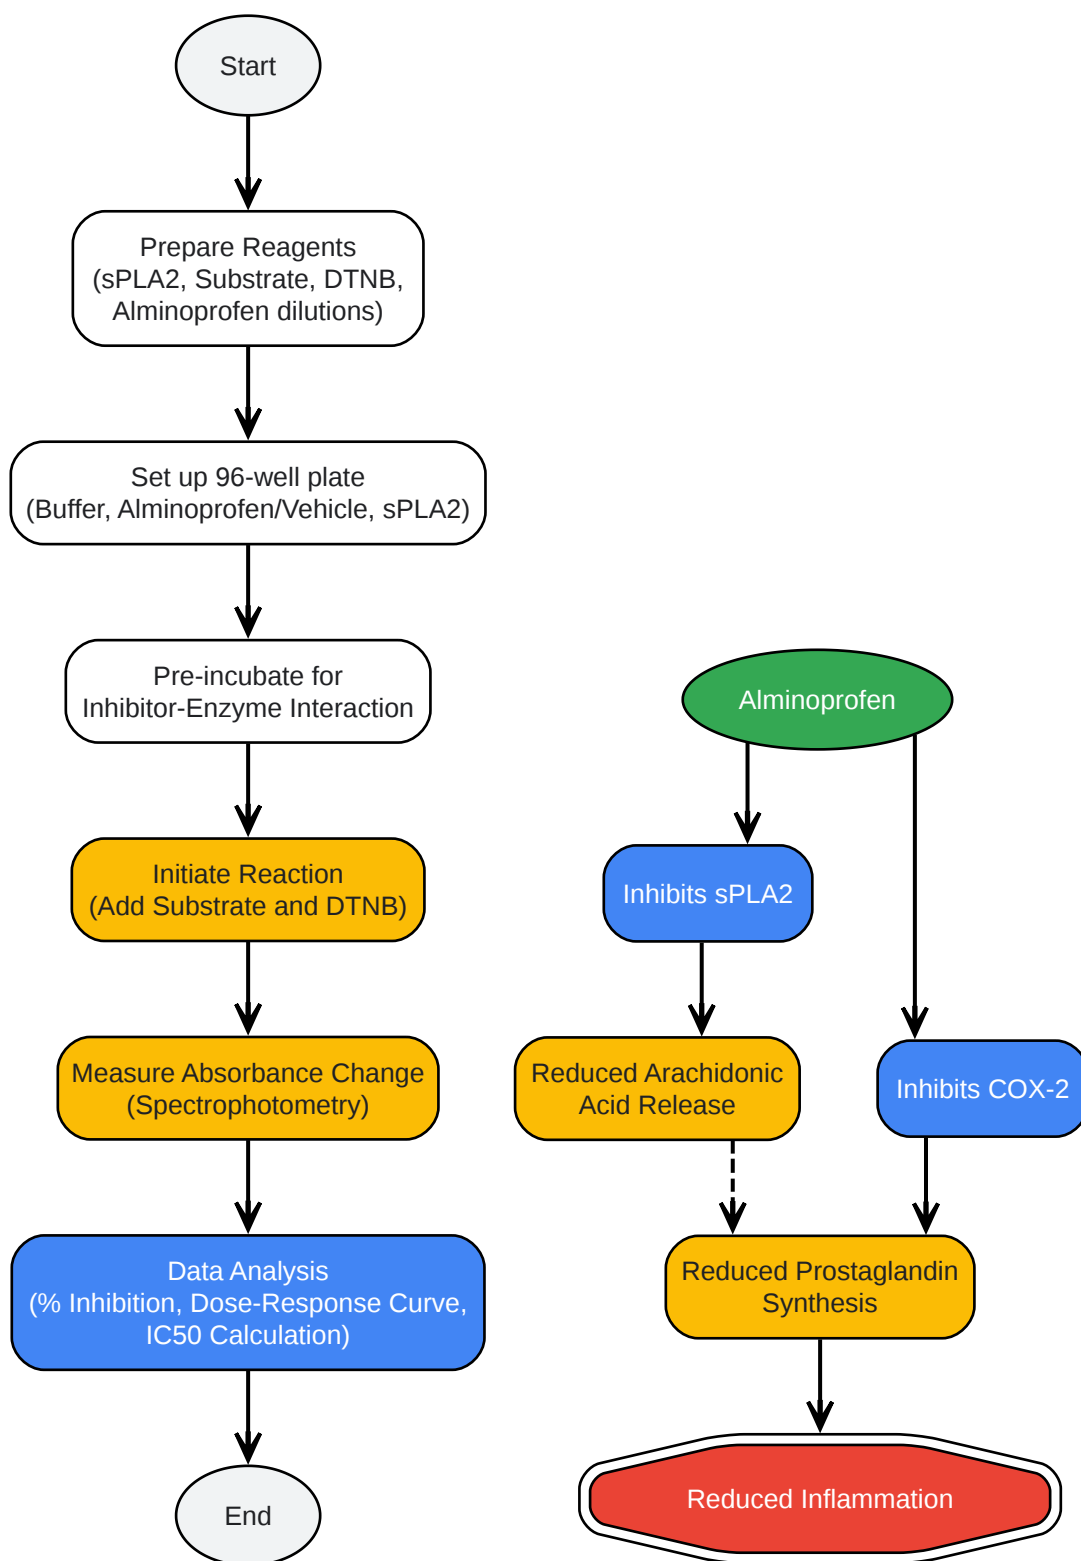 Start
Prepare Reagents
(sPLA2, Substrate, DTNB,
Alminoprofen dilutions)
Set up 96-well plate
(Buffer, Alminoprofen/Vehicle, sPLA2)
Pre-incubate for
Inhibitor-Enzyme Interaction
Initiate Reaction
(Add Substrate and DTNB)
Measure Absorbance Change
(Spectrophotometry)
Data Analysis
(% Inhibition, Dose-Response Curve,
IC50 Calculation)
End
Alminoprofen
Inhibits sPLA2
Reduced Arachidonic
Acid Release
Inhibits COX-2
Reduced Prostaglandin
Synthesis
Reduced Inflammation